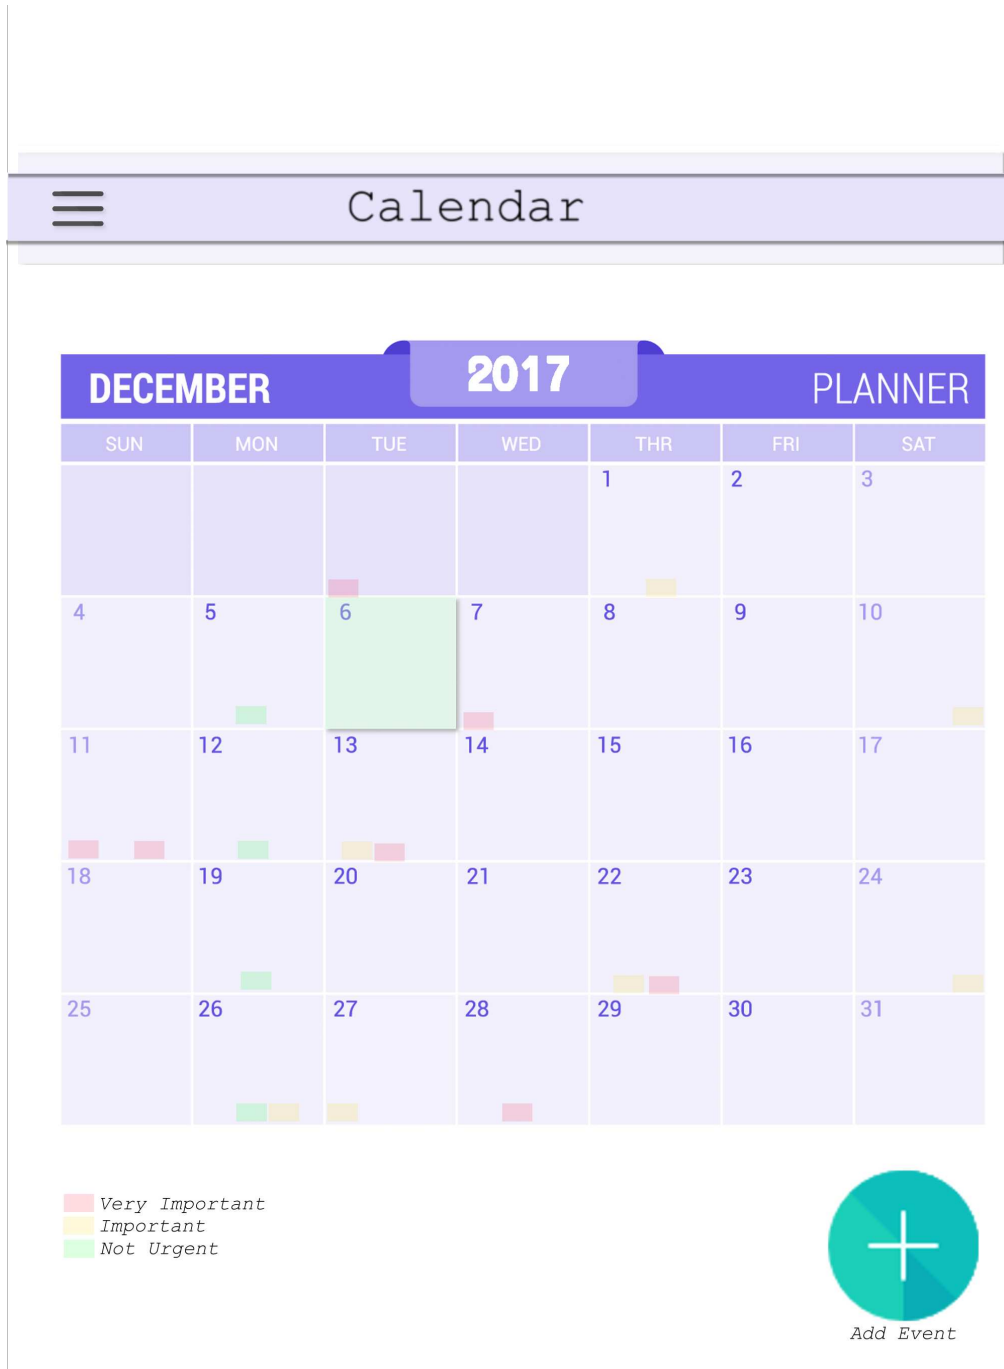 Calendar
DECEMBER 2017 PLANNER
SUN MON TUE WED THR FRI SAT
1 2 3
4 5 6 7 8 9 10
11 12 13 14 15 16 17
18 19 20 21 22 23 24
25 26 27 28 29 30 31
Very Important
Important
Not Urgent
Add Event